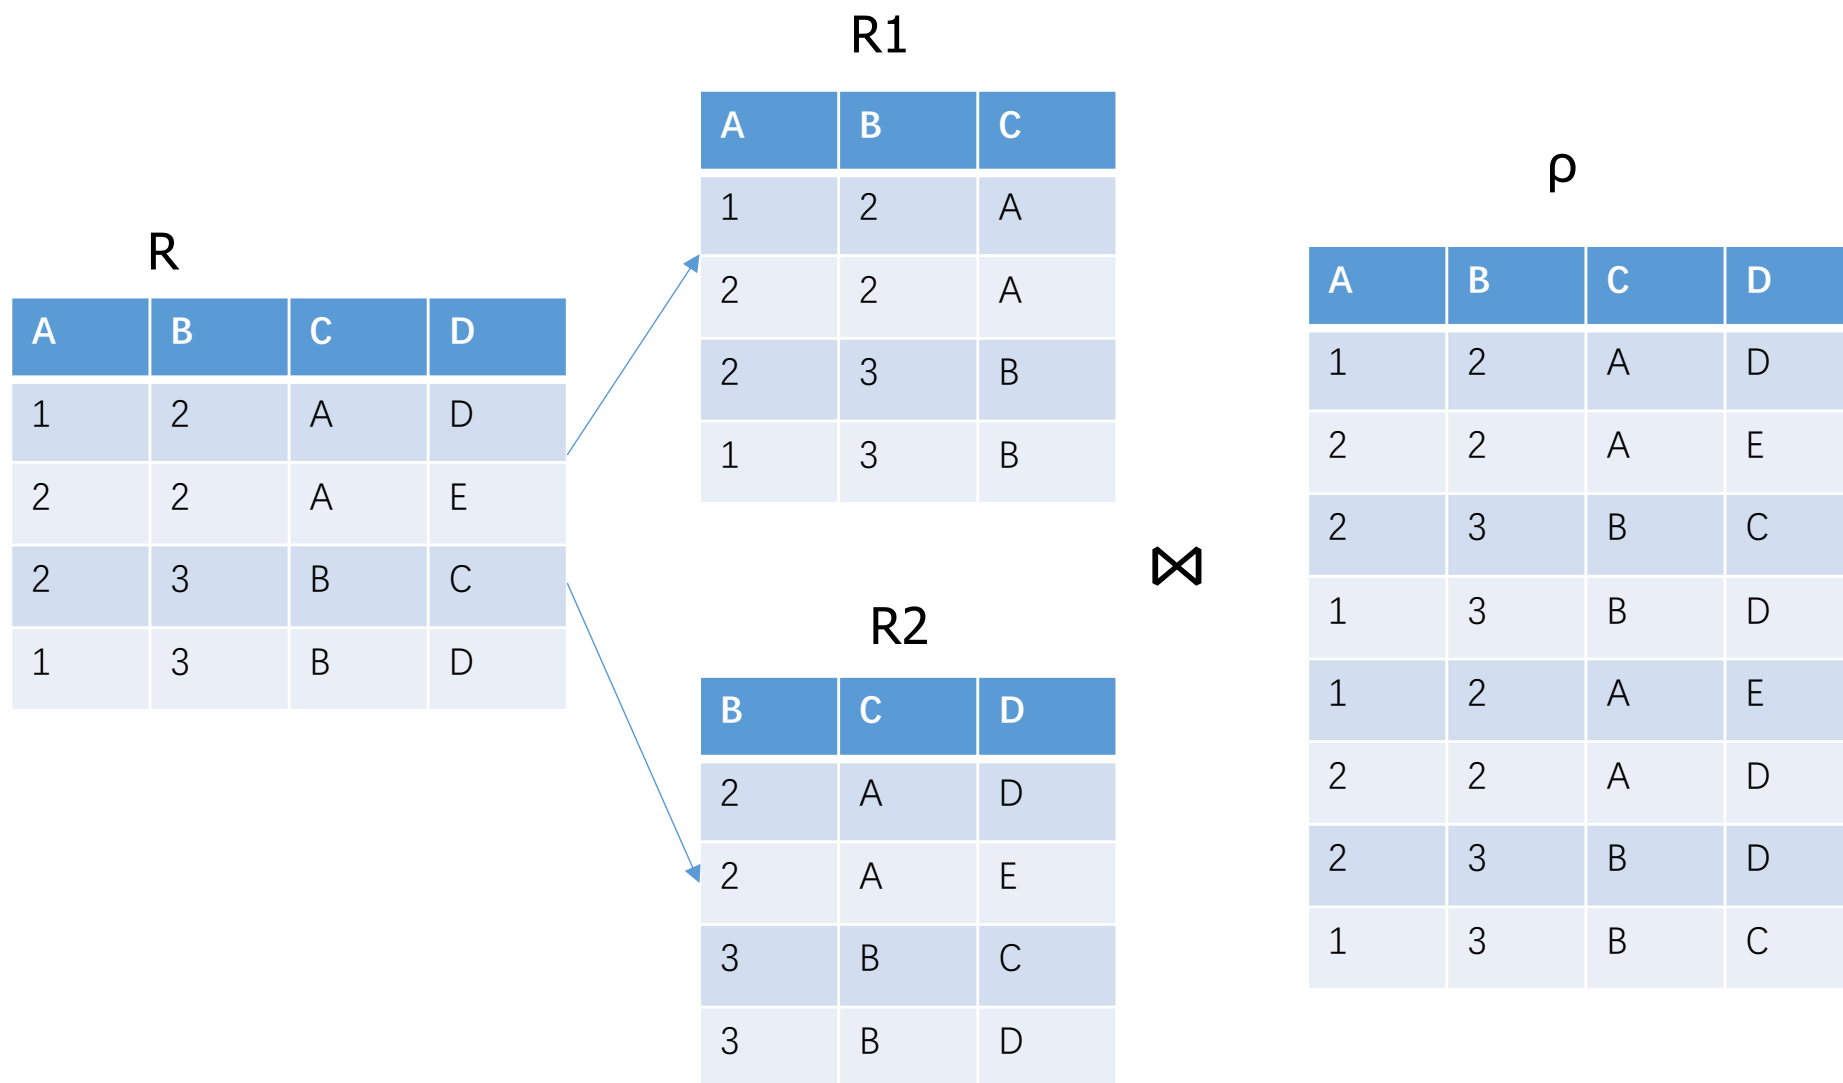 R
A B C D
1 2 A D
2 2 A E
2 3 B C
1 3 B D
R1
A B C
1 2 A
2 2 A
2 3 B
1 3 B
R2
B C D
2 A D
2 A E
3 B C
3 B D
⋈
ρ
A B C D
1 2 A D
2 2 A E
2 3 B C
1 3 B D
1 2 A E
2 2 A D
2 3 B D
1 3 B C